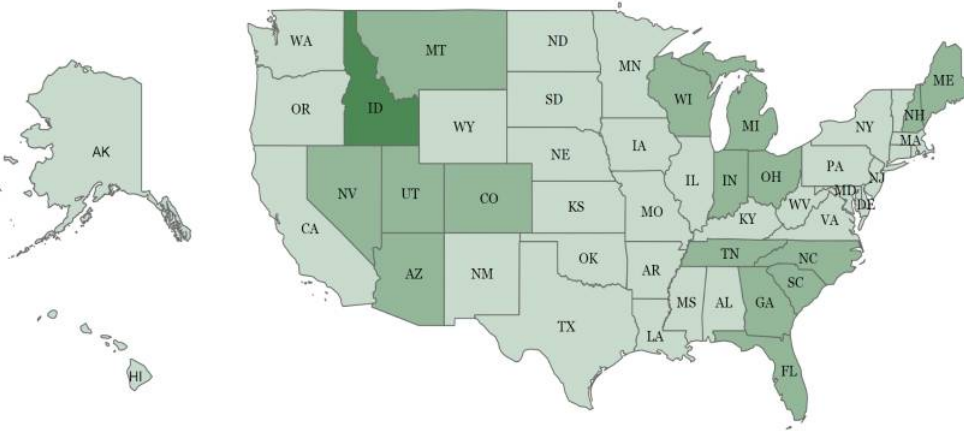 WA
MT
ND
MN
OR
ID
WY
SD
WI
MI
NY
ME
NH
MA
AK
NV
UT
CO
NE
IA
IL
IN
OH
PA
NJ
MD
DE
WV
VA
CA
KS
MO
KY
AZ
NM
OK
AR
TN
NC
SC
TX
LA
MS
AL
GA
FL
HI